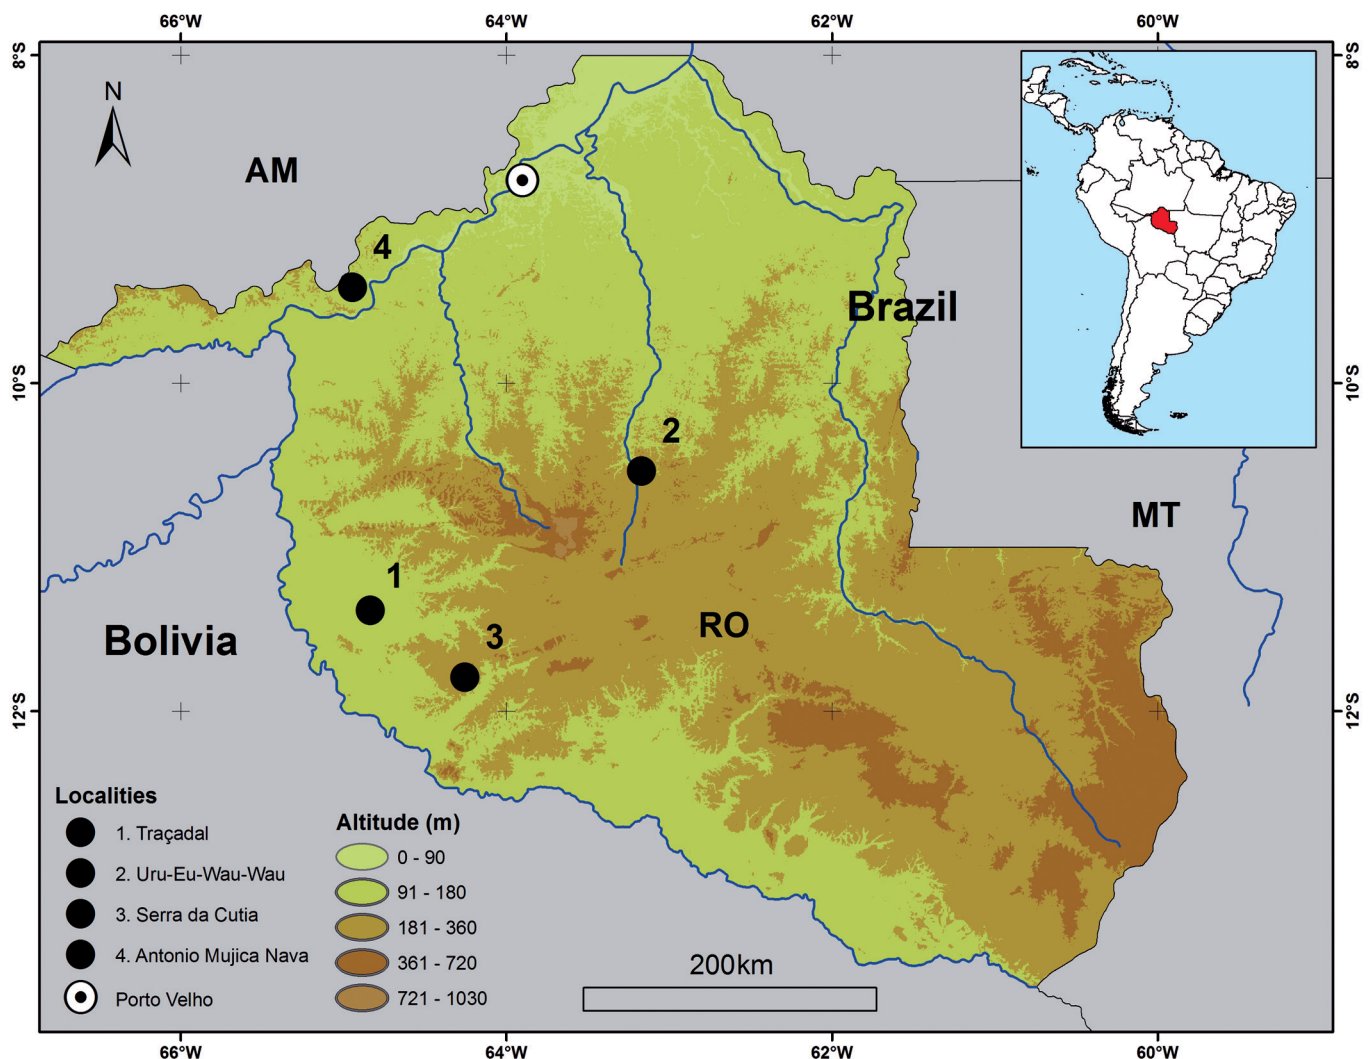 66°W 64°W 62°W 60°W
8°S 8°S
N
AM
4
Brazil
10°S 10°S
2
MT
1
Bolivia
3
RO
12°S 12°S
Localities
1. Traçadal
2. Uru-Eu-Wau-Wau
3. Serra da Cutia
4. Antonio Mujica Nava
Porto Velho
Altitude (m)
0 - 90
91 - 180
181 - 360
361 - 720
721 - 1030
200km
66°W 64°W 62°W 60°W